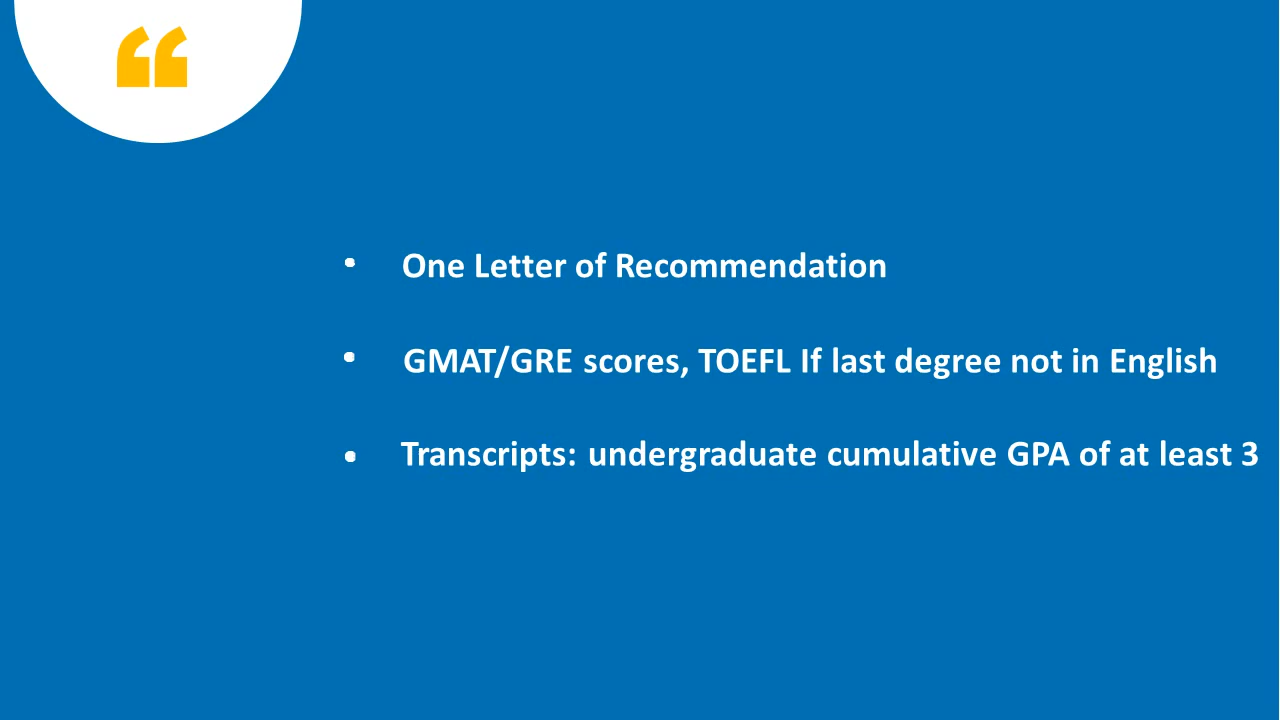 “
• One Letter of Recommendation
• GMAT/GRE scores, TOEFL If last degree not in English
• Transcripts: undergraduate cumulative GPA of at least 3